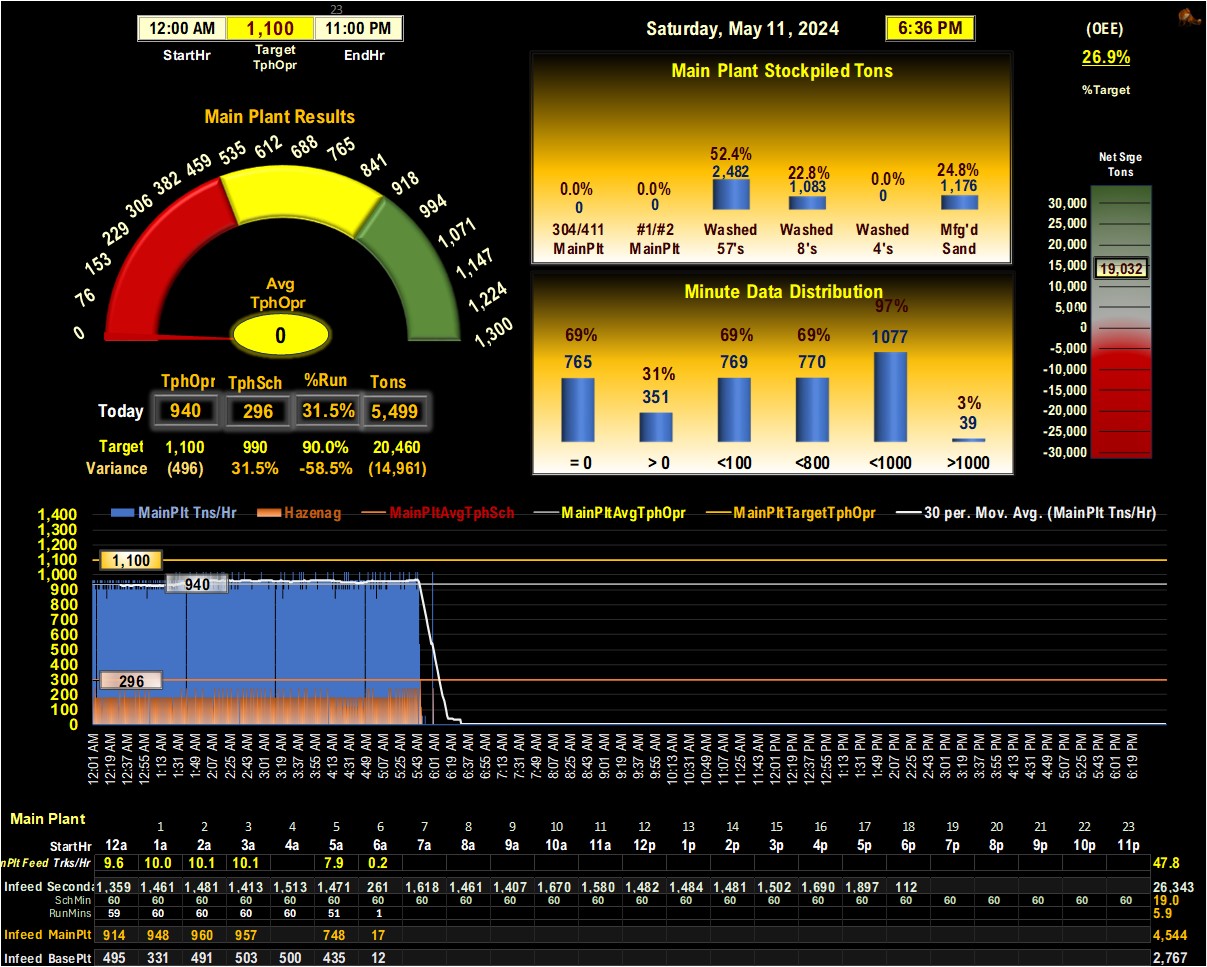 23
12:00 AM 1,100 11:00 PM
StartHr Target TphOpr EndHr
Saturday, May 11, 2024 6:36 PM
(OEE)
26.9%
%Target
Main Plant Results
0 76 153 229 306 382 459 535 612 688 765 841 918 994 1,071 1,147 1,224 1,300
Avg
TphOpr
0
TphOpr TphSch %Run Tons
Today 940 296 31.5% 5,499
Target 1,100 990 90.0% 20,460
Variance (496) 31.5% -58.5% (14,961)
Main Plant Stockpiled Tons
0.0% 0.0% 52.4% 22.8% 0.0% 24.8%
0 0 2,482 1,083 0 1,176
304/411 #1/#2 Washed Washed Washed Mfg'd
MainPlt MainPlt 57's 8's 4's Sand
Minute Data Distribution
69% 31% 69% 69% 97% 3%
765 351 769 770 1077 39
= 0 > 0 <100 <800 <1000 >1000
Net Srge
Tons
30,000
25,000
20,000
15,000
19,032
10,000
5,000
0
-5,000
-10,000
-15,000
-20,000
-25,000
-30,000
MainPlt Tns/Hr Hazenag MainPltAvgTphSch MainPltAvgTphOpr MainPltTargetTphOpr 30 per. Mov. Avg. (MainPlt Tns/Hr)
1,400
1,300
1,200
1,100
1,000
900
800
700
600
500
400
300
200
100
0
1,100
940
296
12:01 AM 12:19 AM 12:37 AM 12:55 AM 1:13 AM 1:31 AM 1:49 AM 2:07 AM 2:25 AM 2:43 AM 3:01 AM 3:19 AM 3:37 AM 3:55 AM 4:13 AM 4:31 AM 4:49 AM 5:07 AM 5:25 AM 5:43 AM 6:01 AM 6:19 AM 6:37 AM 6:55 AM 7:13 AM 7:31 AM 7:49 AM 8:07 AM 8:25 AM 8:43 AM 9:01 AM 9:19 AM 9:37 AM 9:55 AM 10:13 AM 10:31 AM 10:49 AM 11:07 AM 11:25 AM 11:43 AM 12:01 PM 12:19 PM 12:37 PM 12:55 PM 1:13 PM 1:31 PM 1:49 PM 2:07 PM 2:25 PM 2:43 PM 3:01 PM 3:19 PM 3:37 PM 3:55 PM 4:13 PM 4:31 PM 4:49 PM 5:07 PM 5:25 PM 5:43 PM 6:01 PM 6:19 PM
Main Plant
1 2 3 4 5 6 7 8 9 10 11 12 13 14 15 16 17 18 19 20 21 22 23
StartHr 12a 1a 2a 3a 4a 5a 6a 7a 8a 9a 10a 11a 12p 1p 2p 3p 4p 5p 6p 7p 8p 9p 10p 11p
nPlt Feed Trks/Hr 9.6 10.0 10.1 10.1 7.9 0.2 47.8
Infeed Seconda 1,359 1,461 1,481 1,413 1,513 1,471 261 1,618 1,461 1,407 1,670 1,580 1,482 1,484 1,481 1,502 1,690 1,897 112 26,343
SchMin 60 60 60 60 60 60 60 60 60 60 60 60 60 60 60 60 60 60 60 60 60 60 60 60 19.0
RunMins 59 60 60 60 60 51 1 5.9
Infeed MainPlt 914 948 960 957 748 17 4,544
Infeed BasePlt 495 331 491 503 500 435 12 2,767